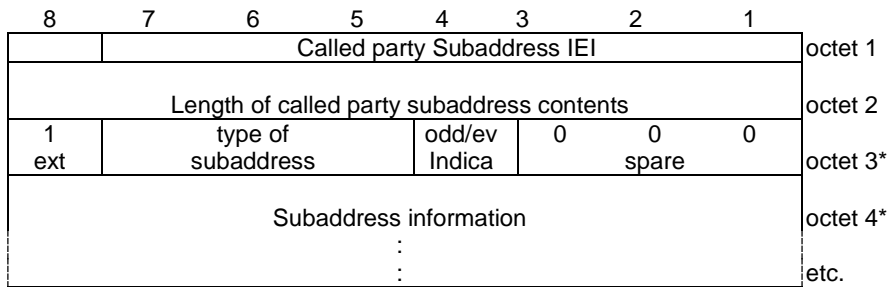 8 7 6 5 4 3 2 1
Called party Subaddress IEI octet 1
Length of called party subaddress contents octet 2
1 type of odd/ev 0 0 0
ext subaddress Indica spare octet 3*
Subaddress information octet 4*
:
: etc.